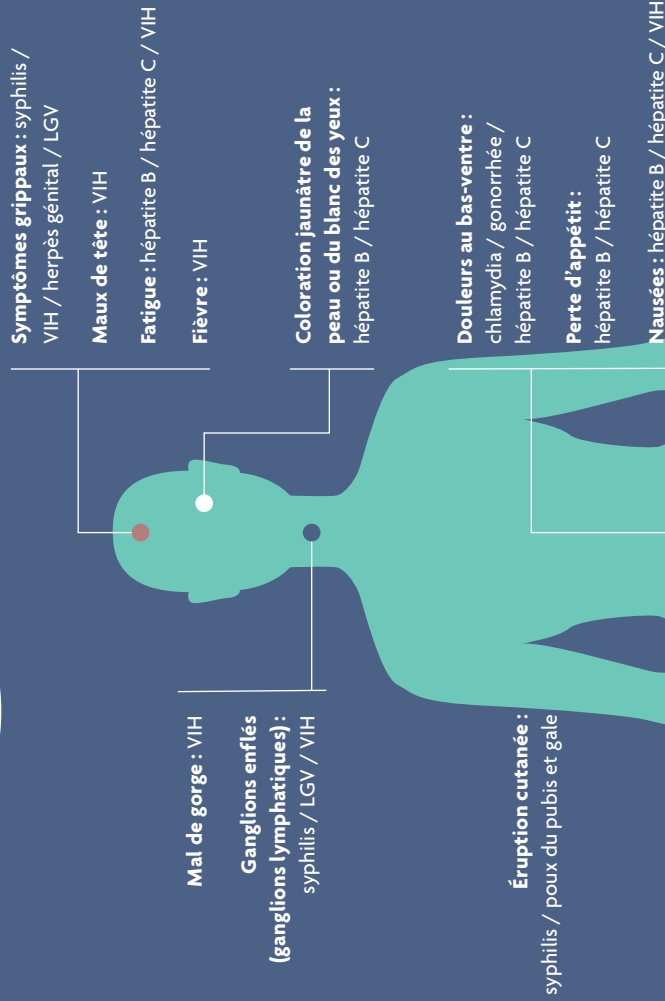 Symptômes grippaux : syphilis /
VIH / herpès génital / LGV
Maux de tête : VIH
Fatigue : hépatite B / hépatite C / VIH
Fièvre : VIH
Coloration jaunâtre de la
peau ou du blanc des yeux :
hépatite B / hépatite C
Douleurs au bas-ventre :
chlamydia / gonorrhée /
hépatite B / hépatite C
Perte d’appétit :
hépatite B / hépatite C
Nausées : hépatite B / hépatite C / VIH
Mal de gorge : VIH
Ganglions enflés
(ganglions lymphatiques) :
syphilis / LGV / VIH
Éruption cutanée :
syphilis / poux du pubis et gale